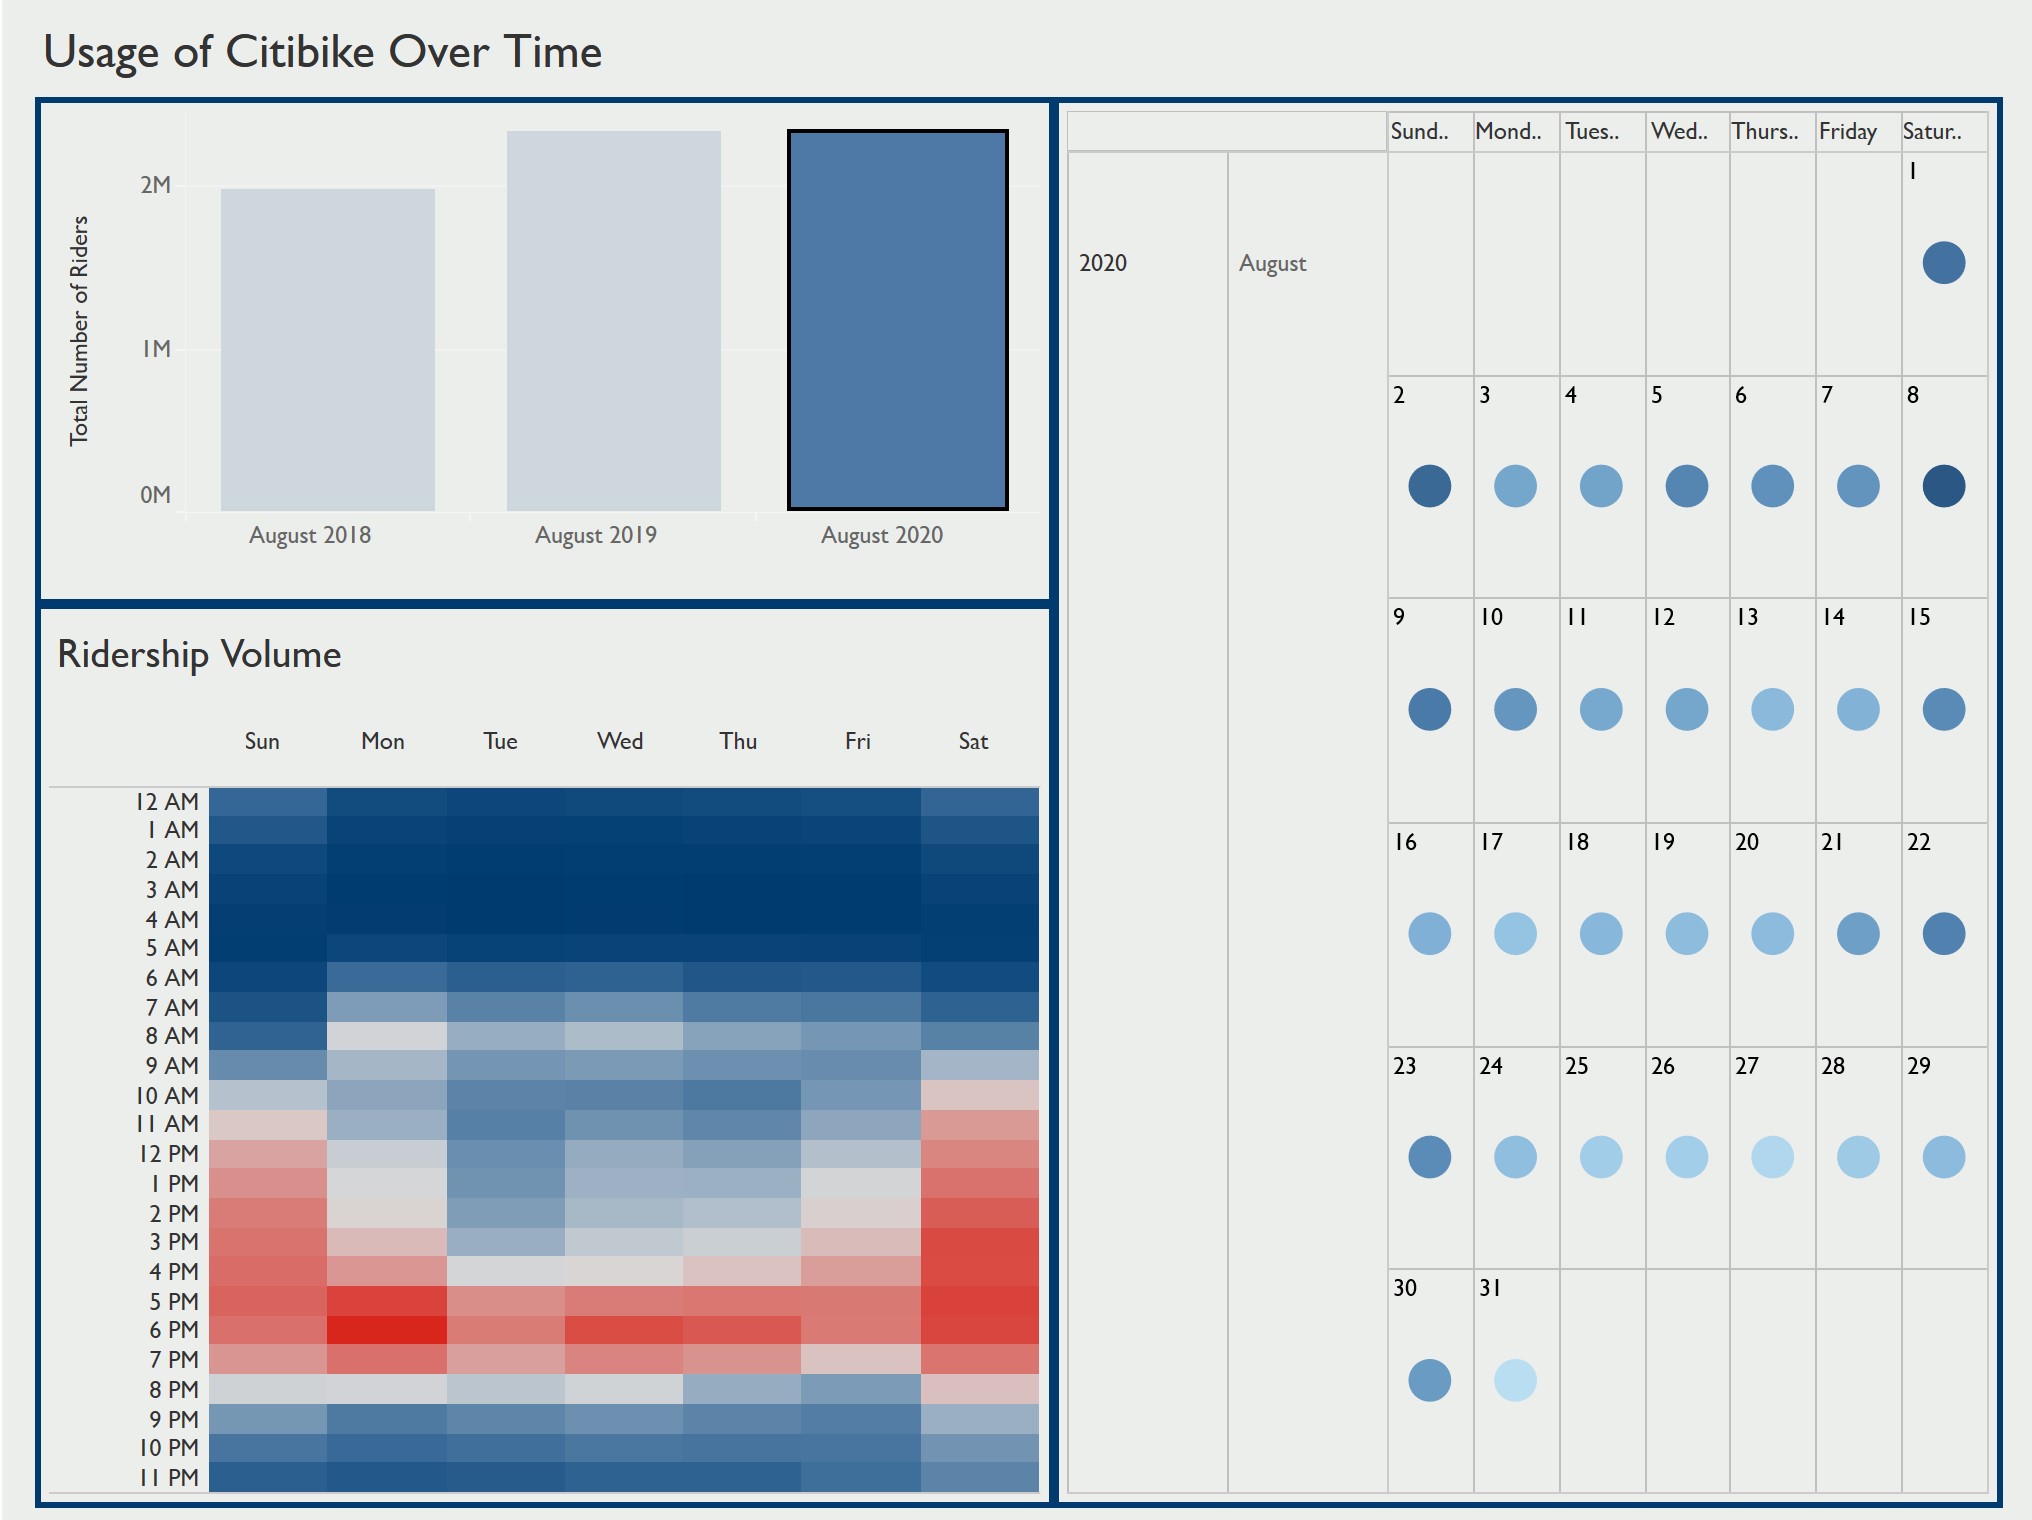 Usage of Citibike Over Time
Total Number of Riders
2M
1M
0M
August 2018 August 2019 August 2020
Ridership Volume
Sun Mon Tue Wed Thu Fri Sat
12 AM
1 AM
2 AM
3 AM
4 AM
5 AM
6 AM
7 AM
8 AM
9 AM
10 AM
11 AM
12 PM
1 PM
2 PM
3 PM
4 PM
5 PM
6 PM
7 PM
8 PM
9 PM
10 PM
11 PM
Sund.. Mond.. Tues.. Wed.. Thurs.. Friday Satur..
1
2020 August
2 3 4 5 6 7 8
9 10 11 12 13 14 15
16 17 18 19 20 21 22
23 24 25 26 27 28 29
30 31